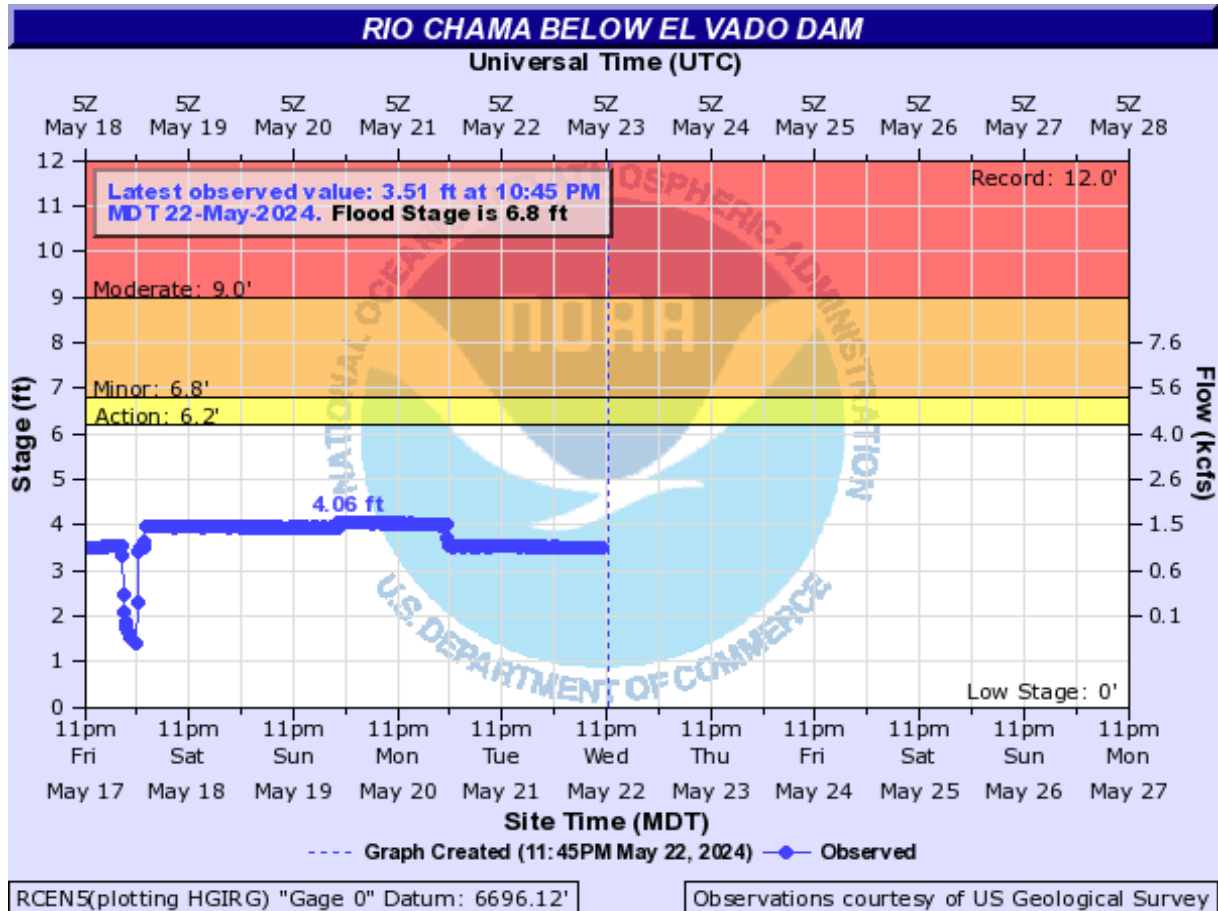 RIO CHAMA BELOW EL VADO DAM
Universal Time (UTC)
5Z 5Z 5Z 5Z 5Z 5Z 5Z 5Z 5Z 5Z 5Z
May 18 May 19 May 20 May 21 May 22 May 23 May 24 May 25 May 26 May 27 May 28
Latest observed value: 3.51 ft at 10:45 PM
MDT 22-May-2024. Flood Stage is 6.8 ft
Record: 12.0'
Moderate: 9.0'
Minor: 6.8'
Action: 6.2'
4.06 ft
Low Stage: 0'
NATIONAL OCEANIC AND ATMOSPHERIC ADMINISTRATION
NOAA
U.S. DEPARTMENT OF COMMERCE
Stage (ft)
12
11
10
9
8
7
6
5
4
3
2
1
0
Flow (kcfs)
7.6
5.6
4.0
2.6
1.5
0.6
0.1
11pm 11pm 11pm 11pm 11pm 11pm 11pm 11pm 11pm 11pm 11pm
Fri Sat Sun Mon Tue Wed Thu Fri Sat Sun Mon
May 17 May 18 May 19 May 20 May 21 May 22 May 23 May 24 May 25 May 26 May 27
Site Time (MDT)
---- Graph Created (11:45PM May 22, 2024) Observed
RCEN5(plotting HGIRG) "Gage 0" Datum: 6696.12'
Observations courtesy of US Geological Survey